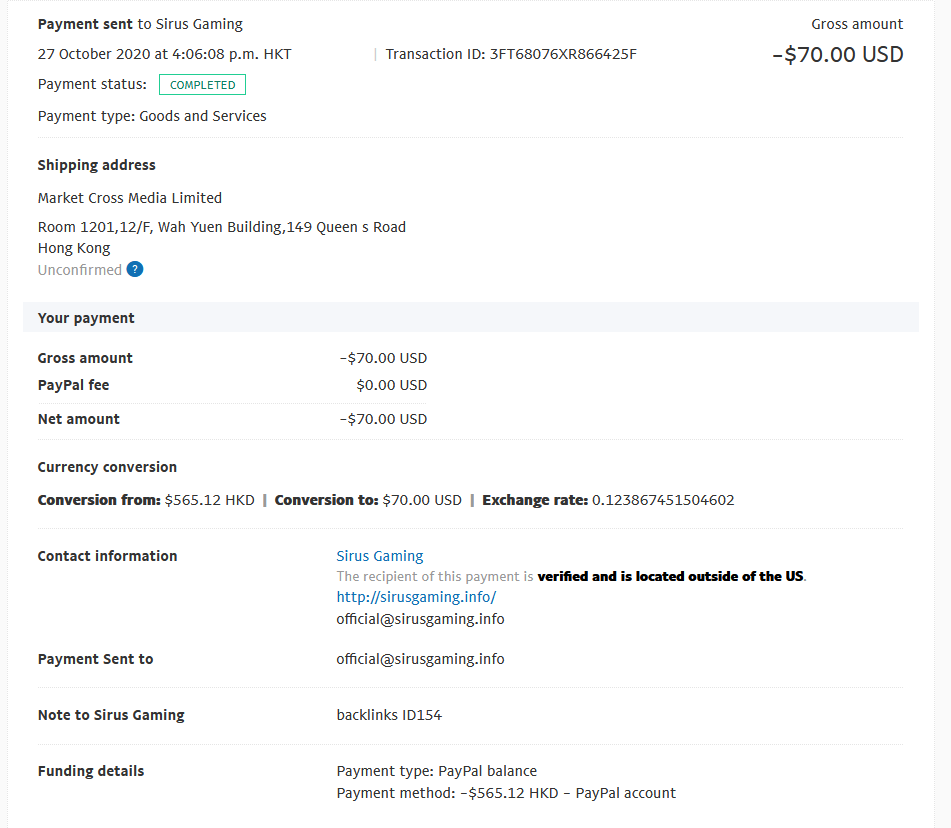 Payment sent to Sirus Gaming
Gross amount
27 October 2020 at 4:06:08 p.m. HKT | Transaction ID: 3FT68076XR866425F
-$70.00 USD
Payment status: COMPLETED
Payment type: Goods and Services
Shipping address
Market Cross Media Limited
Room 1201,12/F, Wah Yuen Building,149 Queen s Road
Hong Kong
Unconfirmed ?
Your payment
Gross amount -$70.00 USD
PayPal fee $0.00 USD
Net amount -$70.00 USD
Currency conversion
Conversion from: $565.12 HKD | Conversion to: $70.00 USD | Exchange rate: 0.123867451504602
Contact information Sirus Gaming
The recipient of this payment is verified and is located outside of the US.
http://sirusgaming.info/
official@sirusgaming.info
Payment Sent to official@sirusgaming.info
Note to Sirus Gaming backlinks ID154
Funding details Payment type: PayPal balance
Payment method: -$565.12 HKD - PayPal account